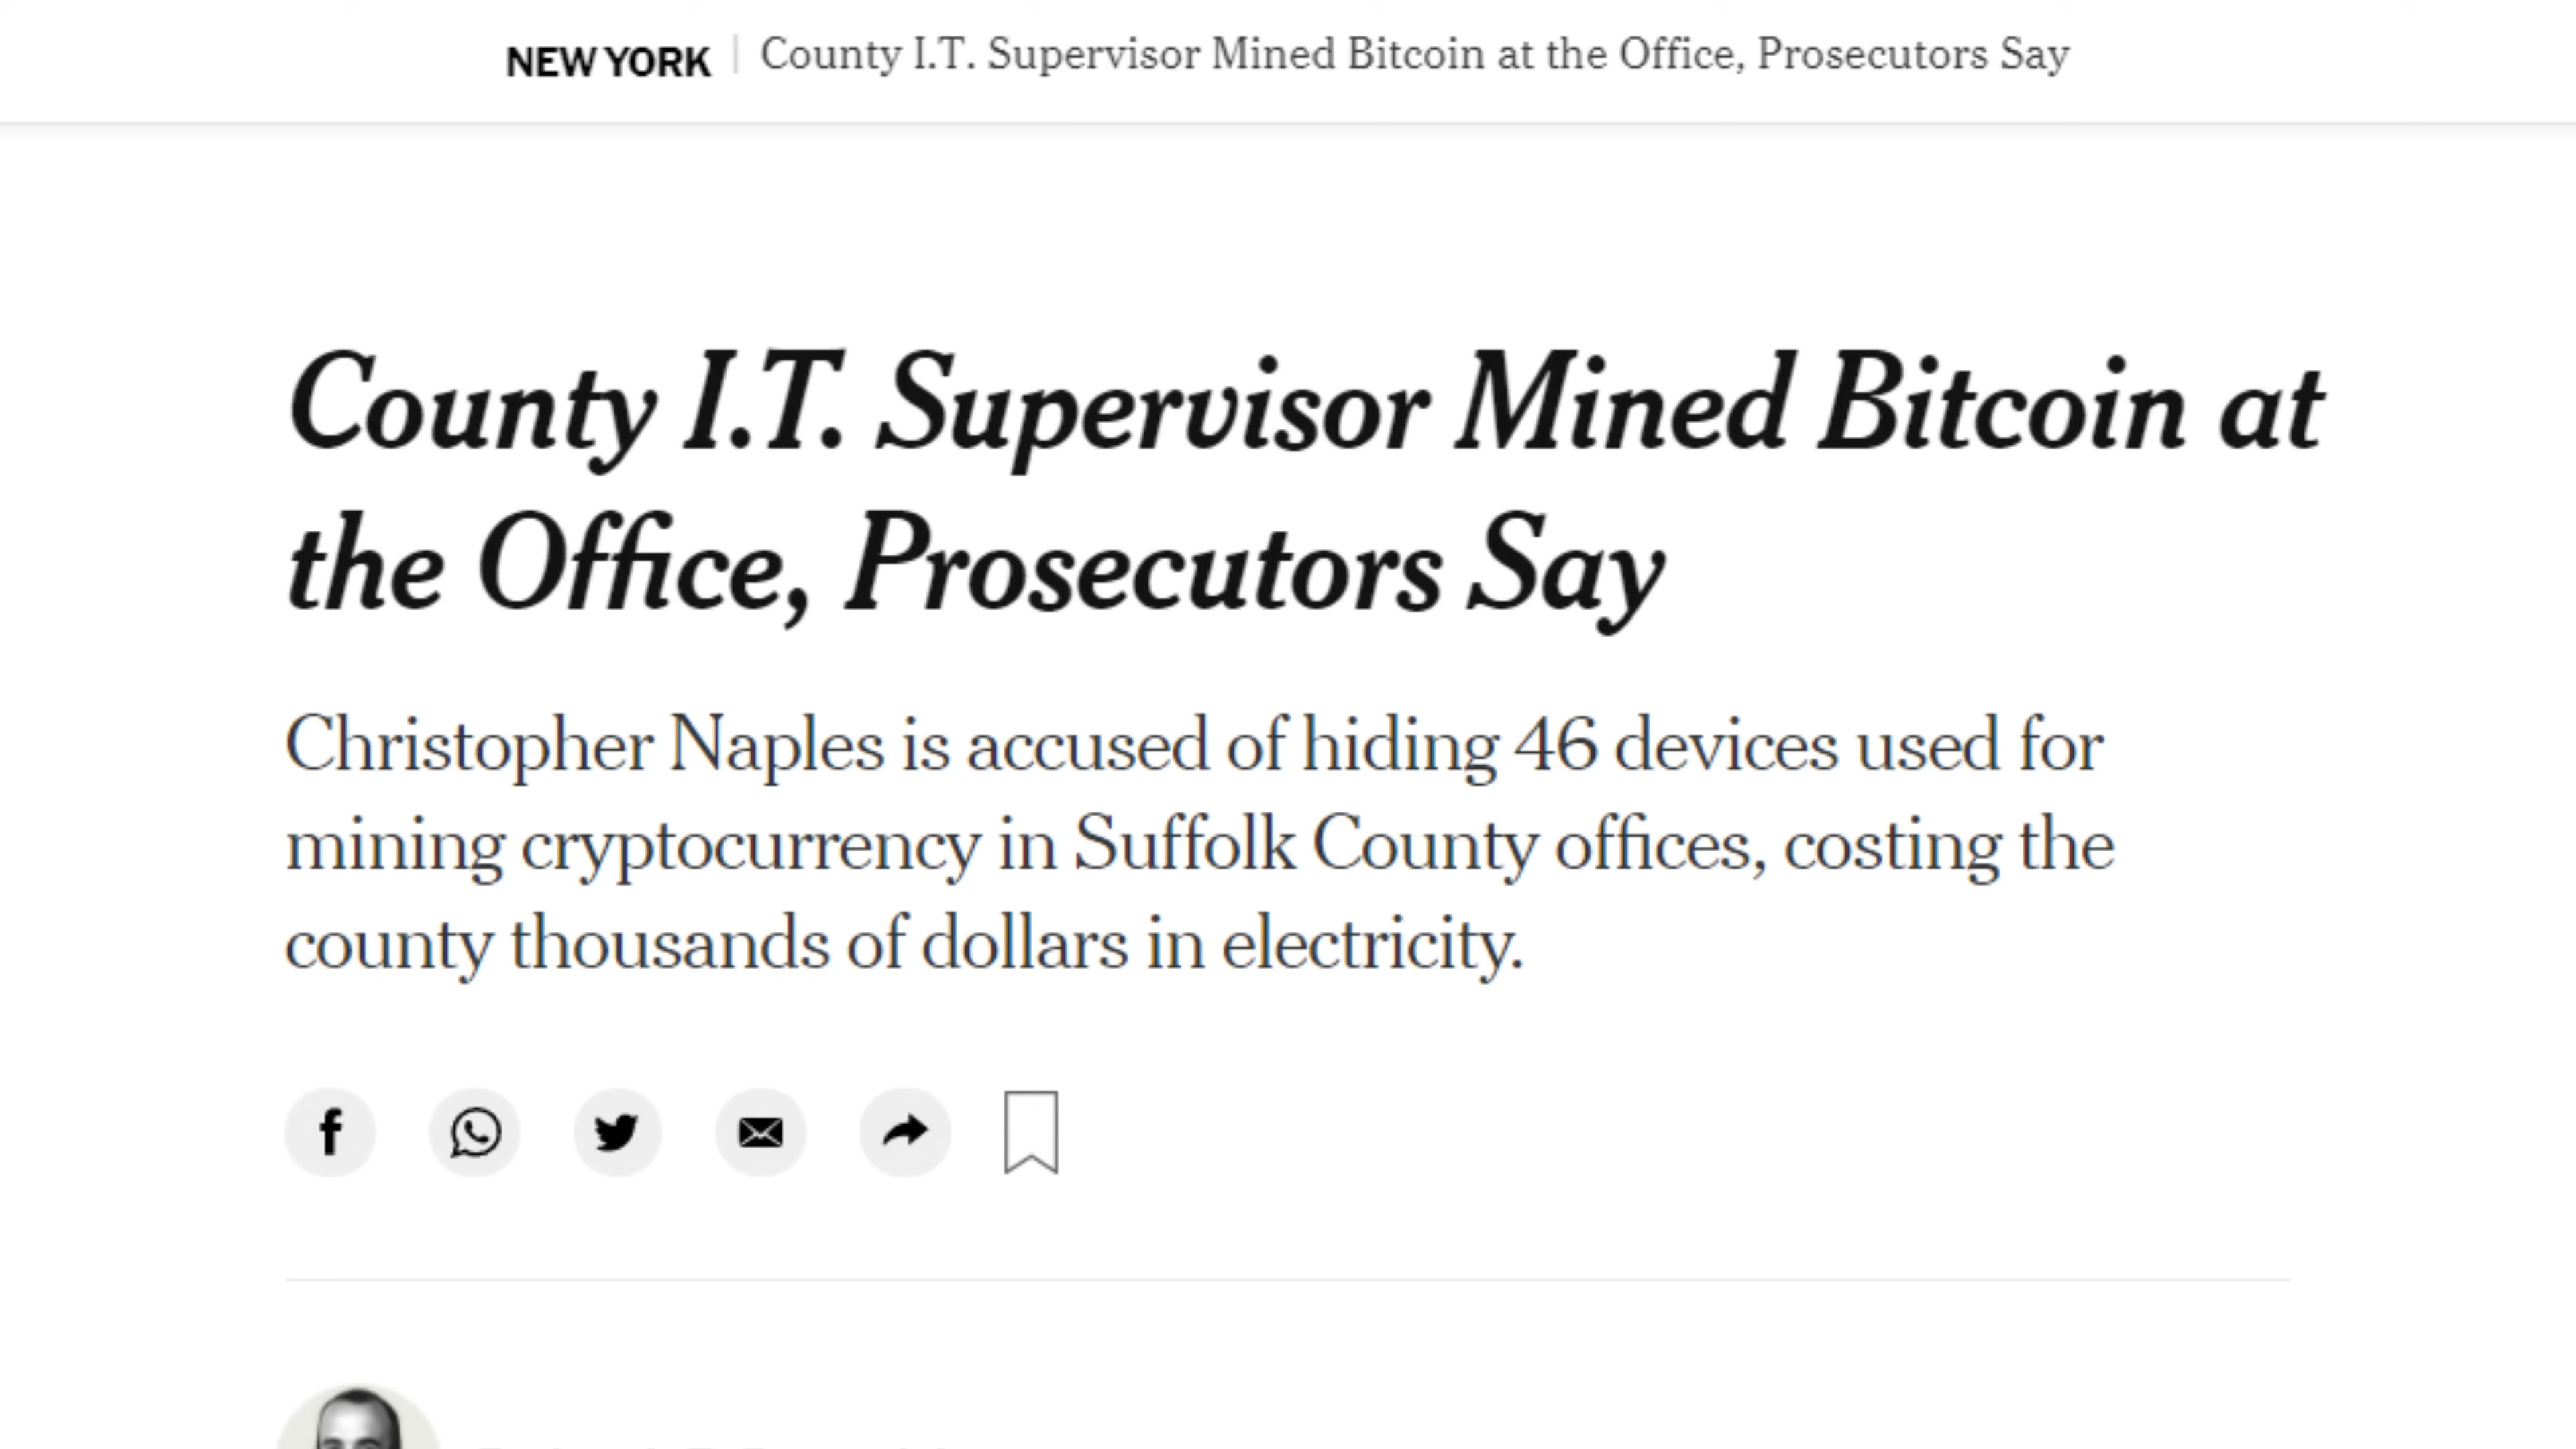 NEW YORK | County I.T. Supervisor Mined Bitcoin at the Office, Prosecutors Say
County I.T. Supervisor Mined Bitcoin at
the Office, Prosecutors Say
Christopher Naples is accused of hiding 46 devices used for
mining cryptocurrency in Suffolk County offices, costing the
county thousands of dollars in electricity.